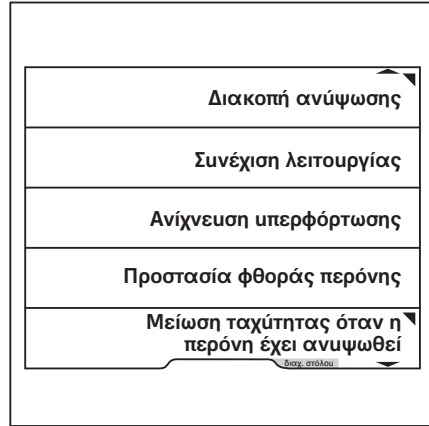 Διακοπή ανύψωσης
Συνέχιση λειτουργίας
Ανίχνευση υπερφόρτωσης
Προστασία φθοράς περόνης
Μείωση ταχύτητας όταν η
περόνη έχει ανυψωθεί
διαχ. στόλου